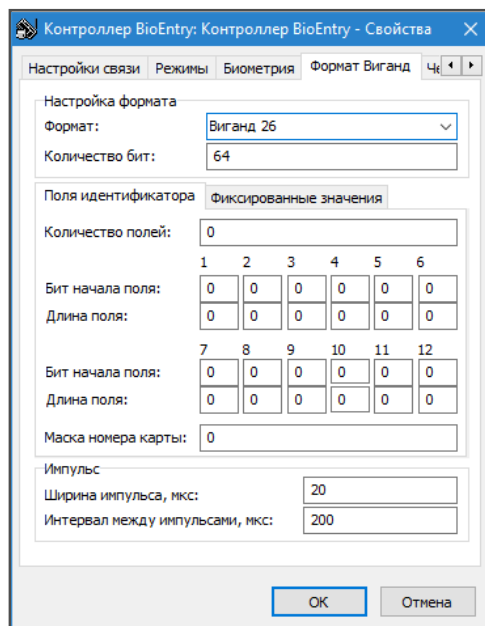 Контроллер BioEntry: Контроллер BioEntry - Свойства
Настройки связи Режимы Биометрия Формат Виганд
Настройка формата
Формат: Виганд 26
Количество бит: 64
Поля идентификатора Фиксированные значения
Количество полей: 0
1 2 3 4 5 6
Бит начала поля: 0 0 0 0 0 0
Длина поля: 0 0 0 0 0 0
7 8 9 10 11 12
Бит начала поля: 0 0 0 0 0 0
Длина поля: 0 0 0 0 0 0
Маска номера карты: 0
Импульс
Ширина импульса, мкс: 20
Интервал между импульсами, мкс: 200
OK Отмена